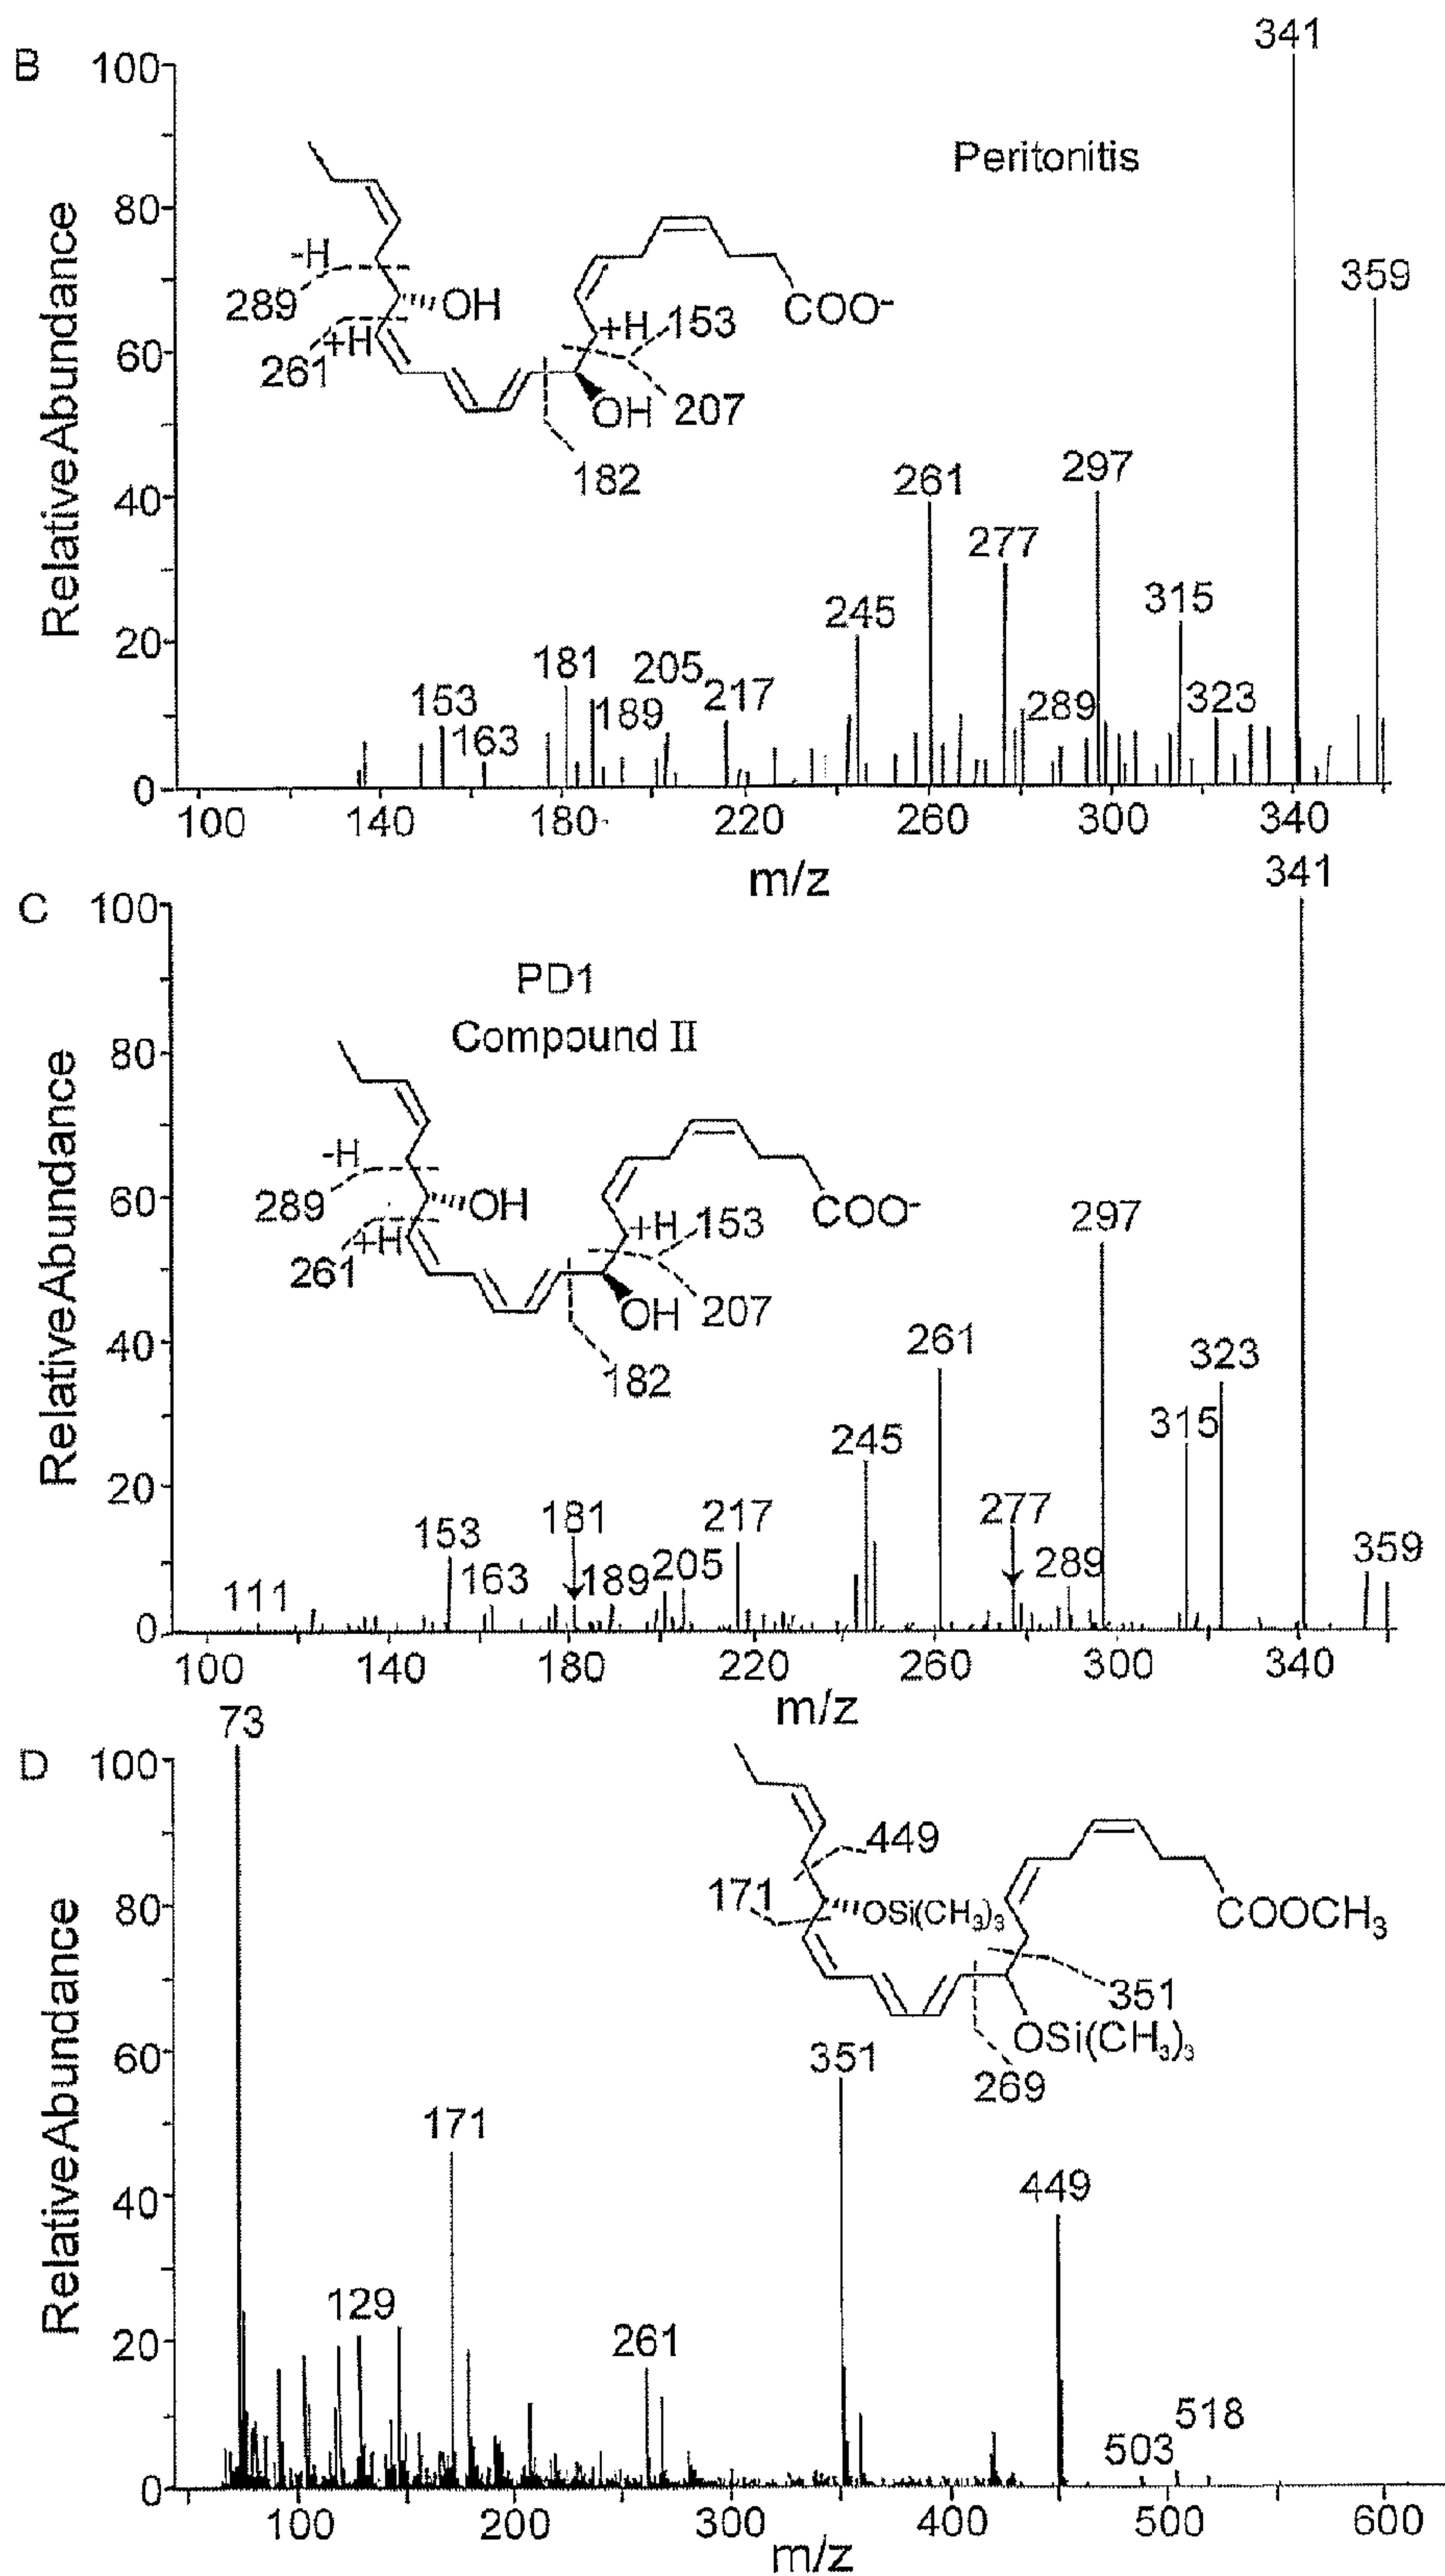 B
Relative Abundance
100
80
60
40
20
0
Peritonitis
-H
289
OH
261
+H
+H
153
COO-
OH
207
182
153
163
181
189
205
217
245
261
277
289
297
315
323
341
359
100 140 180 220 260 300 340
m/z
C
Relative Abundance
100
80
60
40
20
0
PD1
Compound II
-H
289
OH
261
+H
+H
153
COO-
OH
207
182
111
153
163
181
189
205
217
245
261
277
289
297
315
323
341
359
100 140 180 220 260 300 340
m/z
D
Relative Abundance
100
80
60
40
20
0
449
171
OSi(CH3)3
COOCH3
351
OSi(CH3)3
269
73
129
171
261
351
449
503
518
100 200 300 400 500 600
m/z